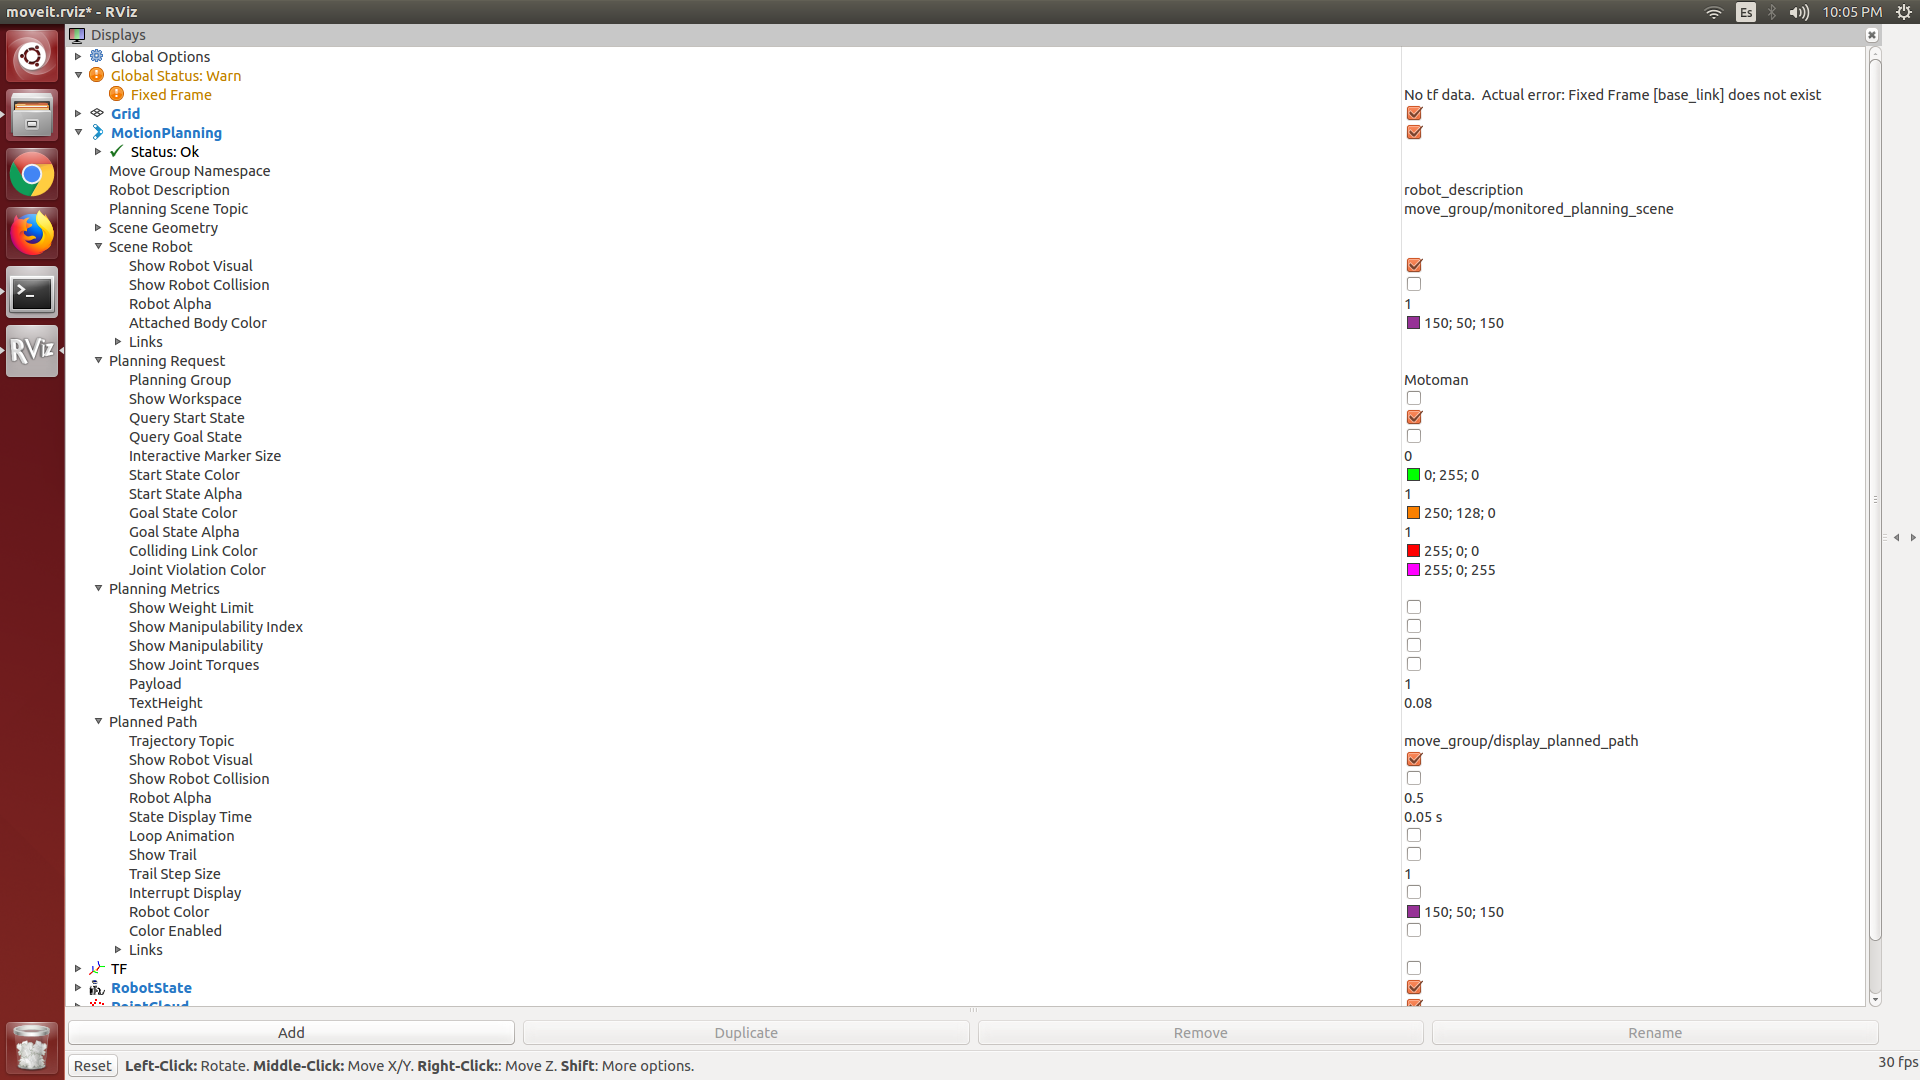 moveit.rviz* - RViz
Es
10:05 PM
Displays
Global Options
Global Status: Warn
Fixed Frame No tf data.  Actual error: Fixed Frame [base_link] does not exist
Grid
MotionPlanning
Status: Ok
Move Group Namespace
Robot Description robot_description
Planning Scene Topic move_group/monitored_planning_scene
Scene Geometry
Scene Robot
Show Robot Visual
Show Robot Collision
Robot Alpha 1
Attached Body Color 150; 50; 150
Links
Planning Request
Planning Group Motoman
Show Workspace
Query Start State
Query Goal State
Interactive Marker Size 0
Start State Color 0; 255; 0
Start State Alpha 1
Goal State Color 250; 128; 0
Goal State Alpha 1
Colliding Link Color 255; 0; 0
Joint Violation Color 255; 0; 255
Planning Metrics
Show Weight Limit
Show Manipulability Index
Show Manipulability
Show Joint Torques
Payload 1
TextHeight 0.08
Planned Path
Trajectory Topic move_group/display_planned_path
Show Robot Visual
Show Robot Collision
Robot Alpha 0.5
State Display Time 0.05 s
Loop Animation
Show Trail
Trail Step Size 1
Interrupt Display
Robot Color 150; 50; 150
Color Enabled
Links
TF
RobotState
PointCloud
Add Duplicate Remove Rename
Reset Left-Click: Rotate. Middle-Click: Move X/Y. Right-Click:: Move Z. Shift: More options. 30 fps
RViz